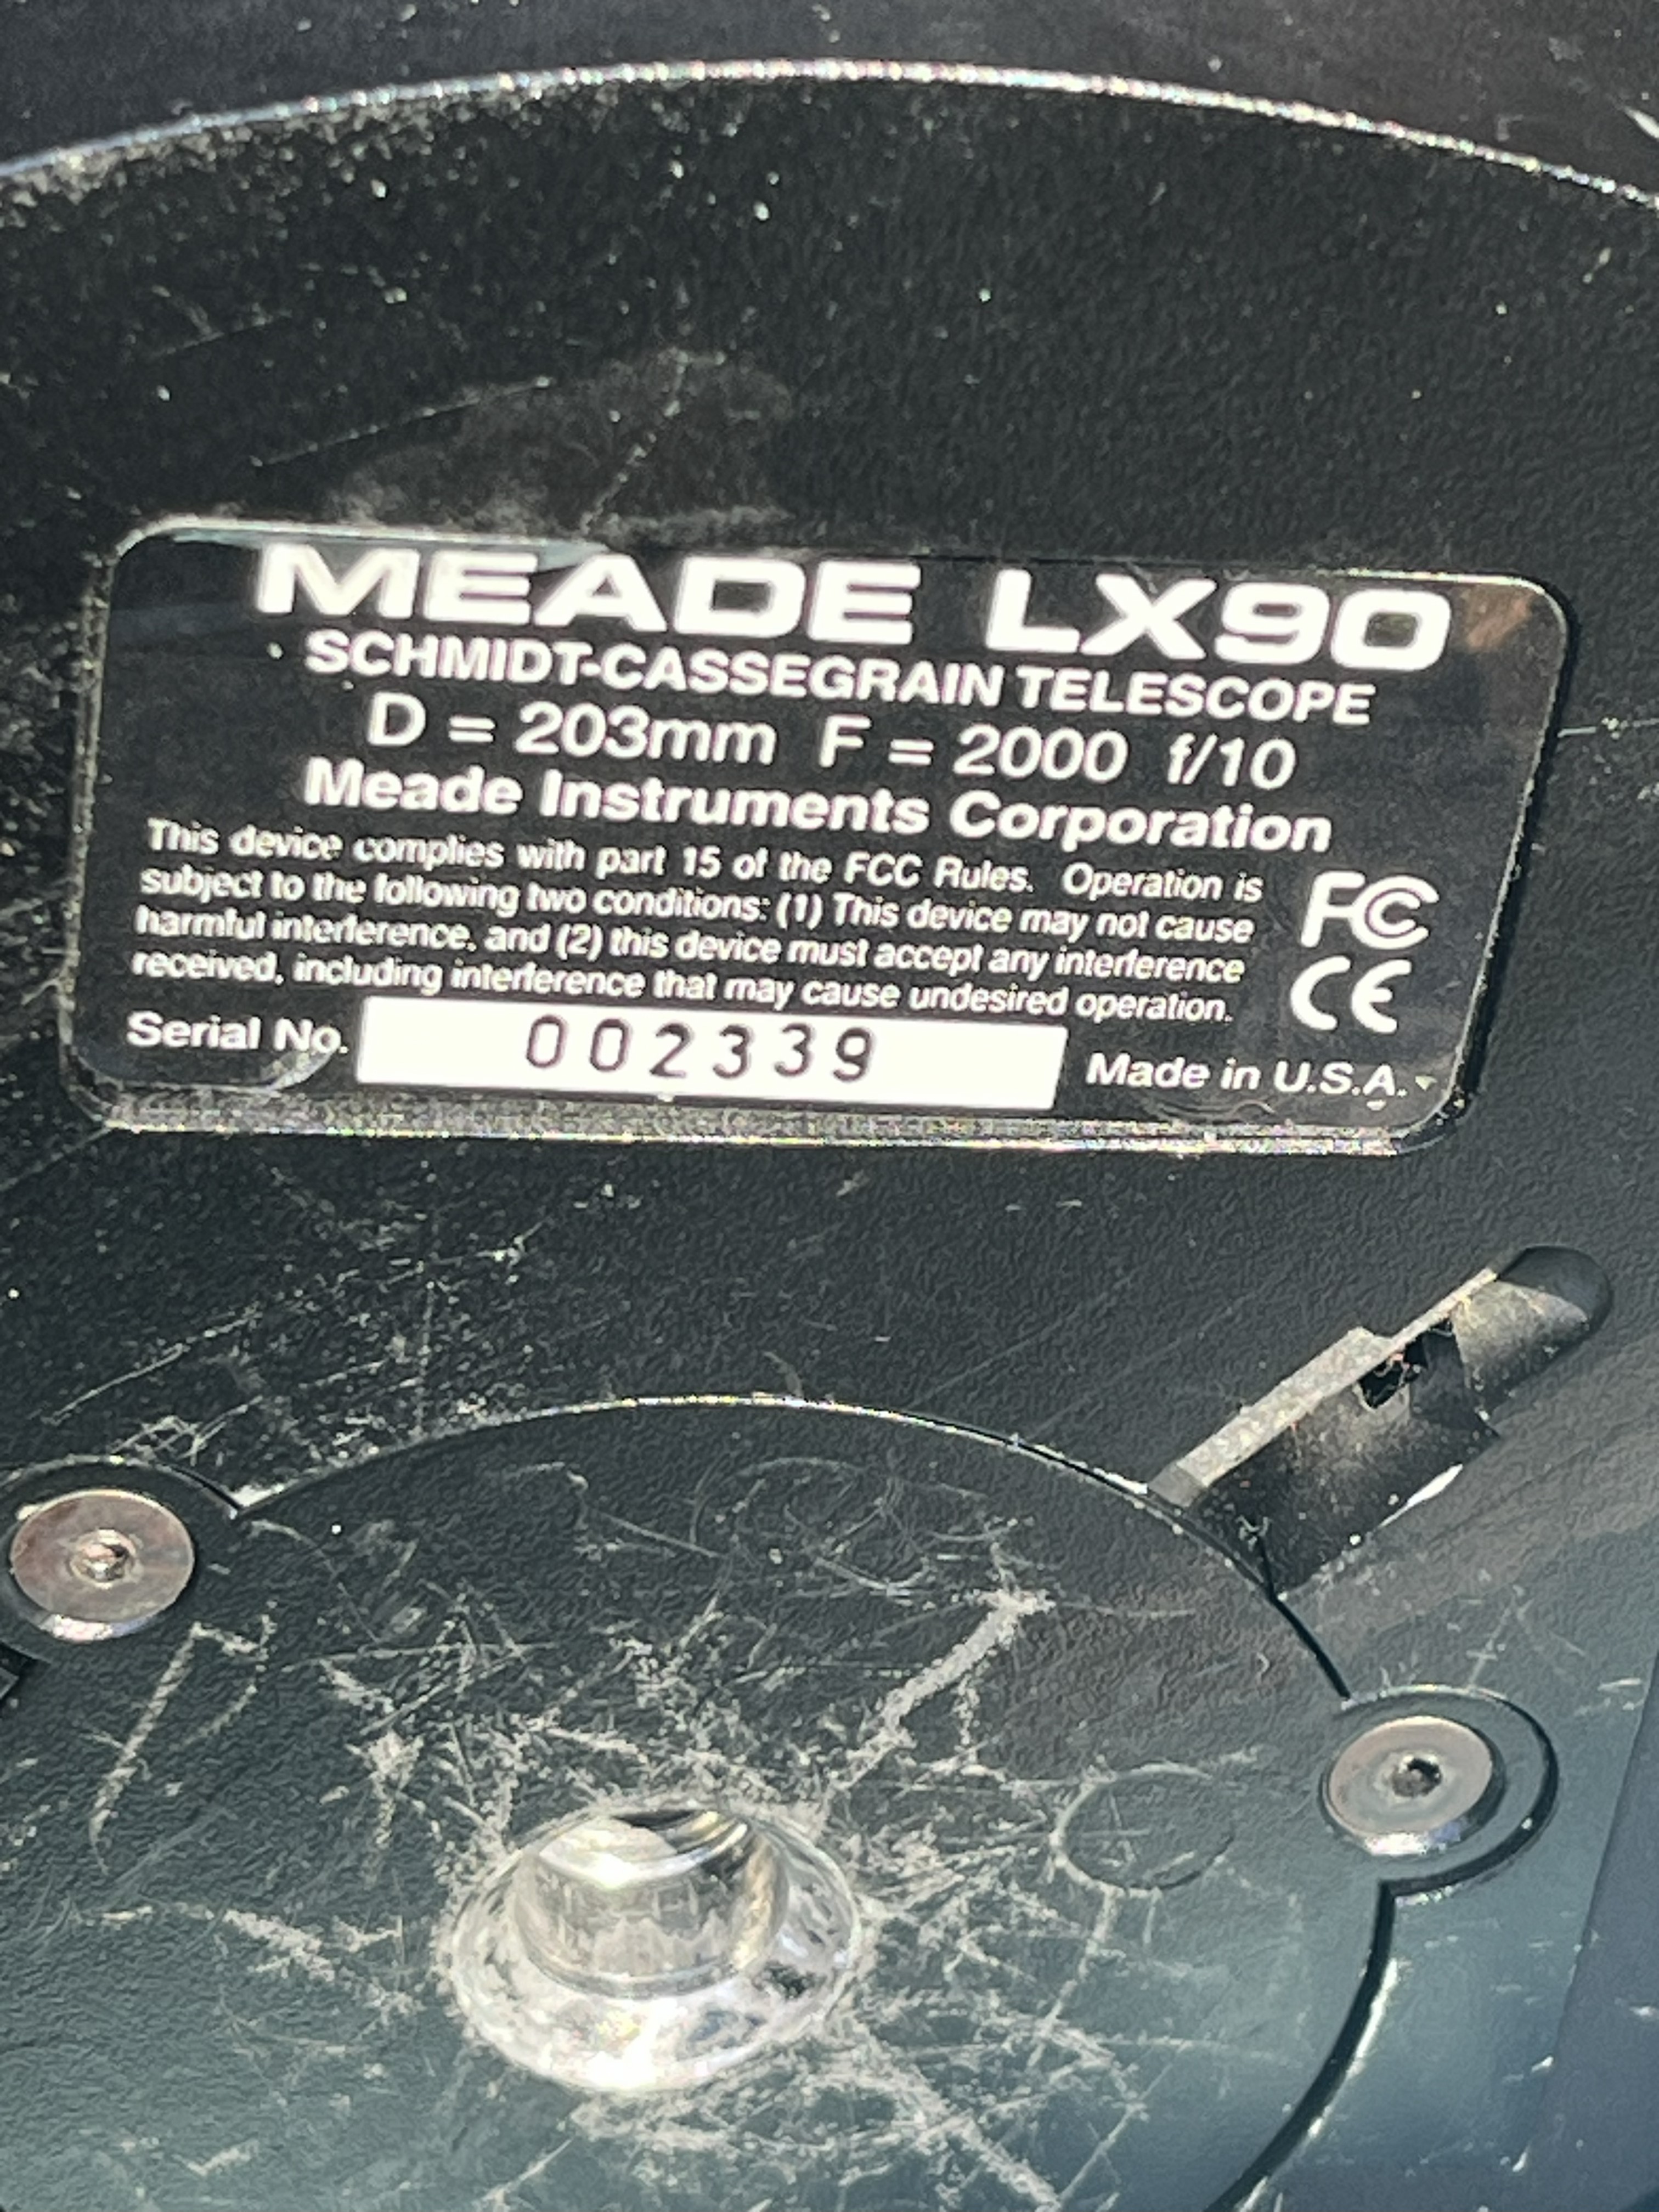 MEADE LX90
SCHMIDT-CASSEGRAIN TELESCOPE
D = 203mm F = 2000 f/10
Meade Instruments Corporation
This device complies with part 15 of the FCC Rules. Operation is
subject to the following two conditions: (1) This device may not cause
harmful interference, and (2) this device must accept any interference
received, including interference that may cause undesired operation.
FC
CE
Serial No. 002339 Made in U.S.A.